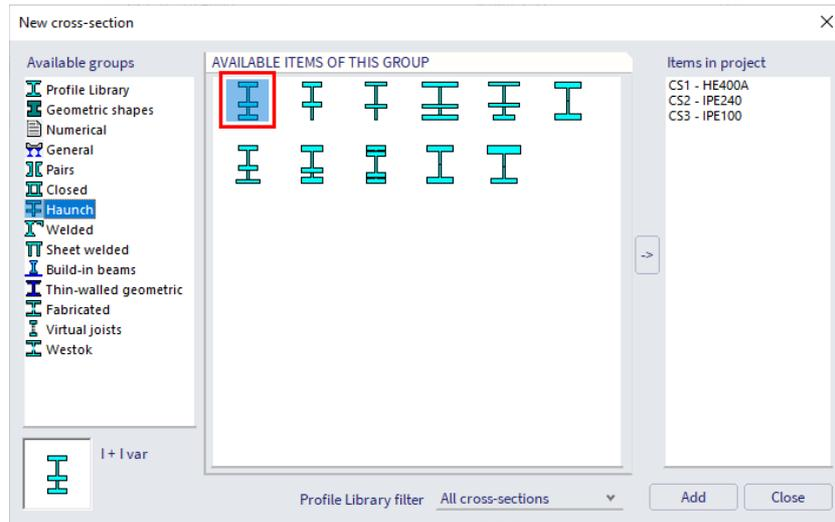 New cross-section
Available groups
Profile Library
Geometric shapes
Numerical
General
Pairs
Closed
Haunch
Welded
Sheet welded
Build-in beams
Thin-walled geometric
Fabricated
Virtual joists
Westok
I + I var
AVAILABLE ITEMS OF THIS GROUP
Profile Library filter All cross-sections
->
Items in project
CS1 - HE400A
CS2 - IPE240
CS3 - IPE100
Add Close